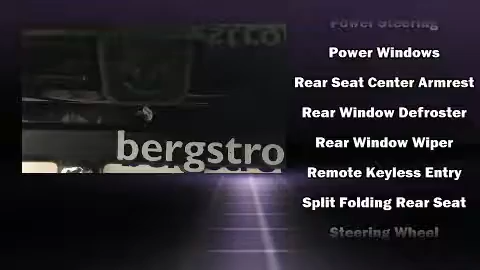 bergstro
Power Steering
Power Windows
Rear Seat Center Armrest
Rear Window Defroster
Rear Window Wiper
Remote Keyless Entry
Split Folding Rear Seat
Steering Wheel